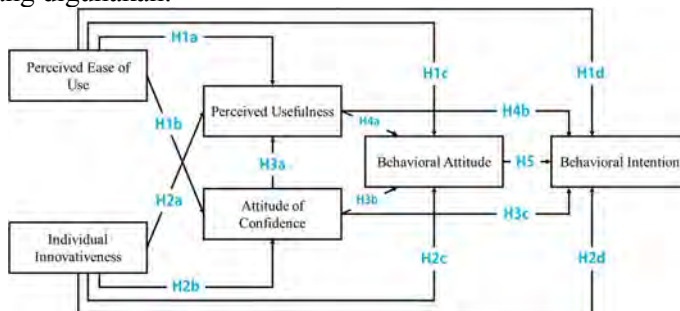 H1a
H1c
H1d
Perceived Ease of
Use
Perceived Usefulness
H4b
H4a
H1b
H3a
Behavioral Attitude
H5
Behavioral Intention
H2a
Attitude of
Confidence
H3b
H3c
Individual
Innovativeness
H2b
H2c
H2d